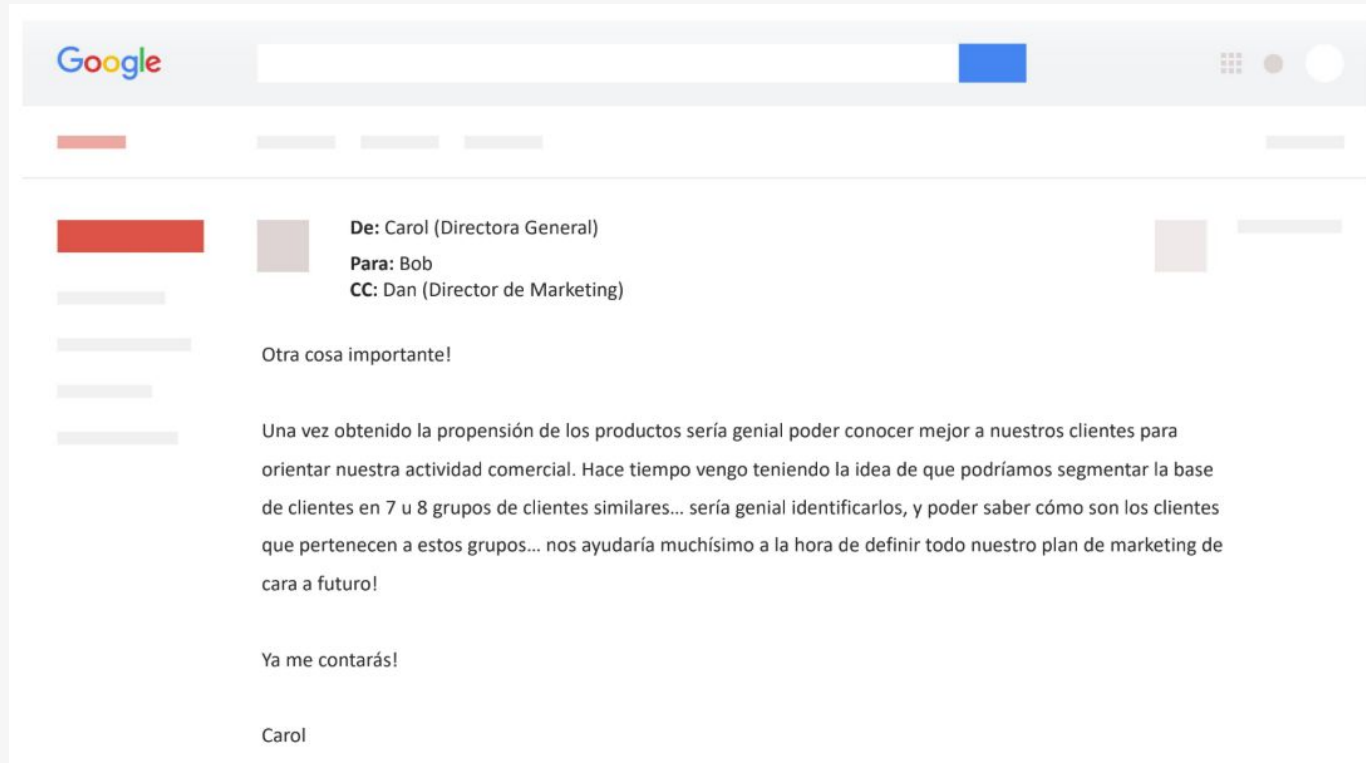 Google
De: Carol (Directora General)
Para: Bob
CC: Dan (Director de Marketing)
Otra cosa importante!
Una vez obtenido la propensión de los productos sería genial poder conocer mejor a nuestros clientes para
orientar nuestra actividad comercial. Hace tiempo vengo teniendo la idea de que podríamos segmentar la base
de clientes en 7 u 8 grupos de clientes similares... sería genial identificarlos, y poder saber cómo son los clientes
que pertenecen a estos grupos... nos ayudaría muchísimo a la hora de definir todo nuestro plan de marketing de
cara a futuro!
Ya me contarás!
Carol